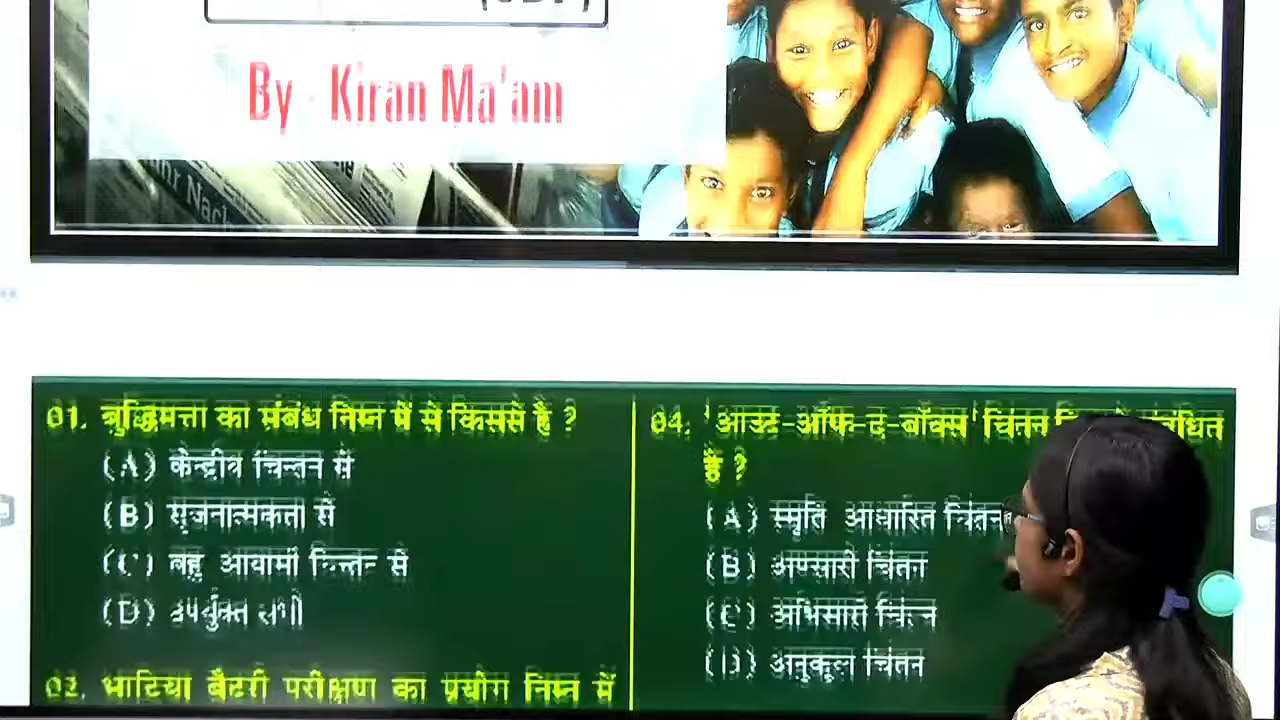 By - Kiran Ma'am
01. बुद्धिमत्ता का संबंध निम्न में से किससे है ?
(A) केन्द्रीय चिन्तन से
(B) सृजनात्मकता से
(C) बहु आयामी चिन्तन से
(D) उपर्युक्त सभी
02. भाटिया बैटरी परीक्षण का प्रयोग निम्न में
04. 'आउट-ऑफ-द-बॉक्स' चिंतन
है ?
(A) स्मृति आधारित चिंतन
(B) अपसारी चिंतन
(C) अभिसारी चिंतन
(D) अनुकूल चिंतन